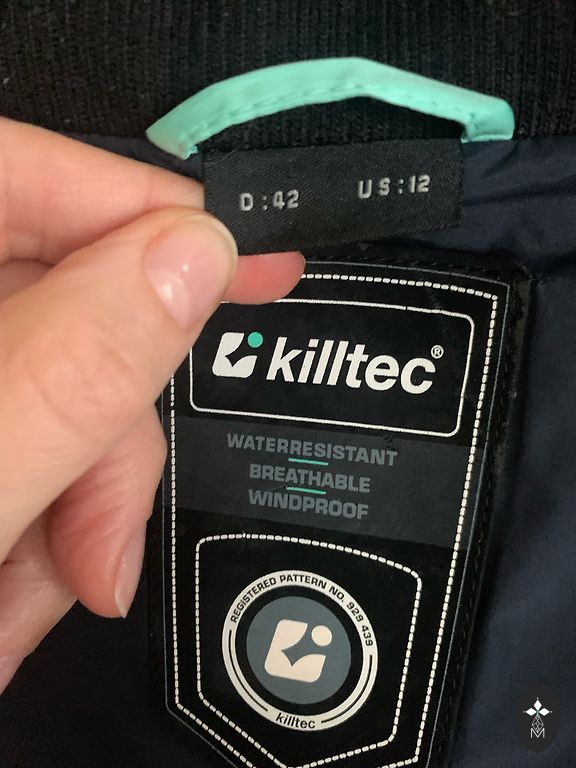 D:42 US:12
killtec®
WATERRESISTANT
BREATHABLE
WINDPROOF
REGISTERED PATTERN NO. 929 439
killtec
M